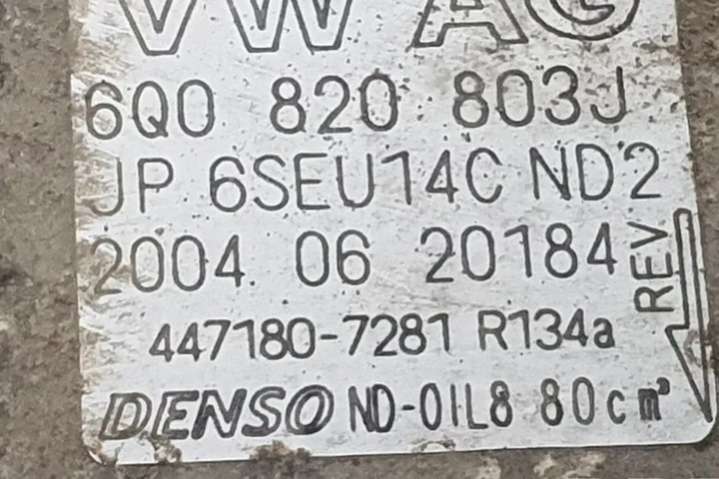 VW AG
6Q0 820 803J
JP 6SEU14C ND2
2004. 06 20184
REV
447180-7281 R134a
DENSO ND-OIL8 80cm³